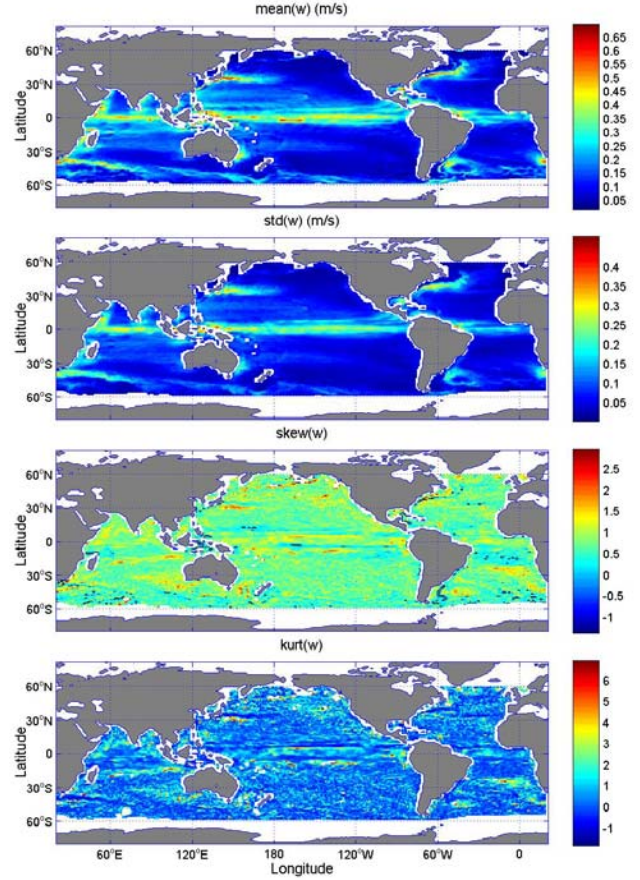 mean(w) (m/s)
Latitude
60°N
30°N
0
30°S
60°S
0.65
0.6
0.55
0.5
0.45
0.4
0.35
0.3
0.25
0.2
0.15
0.1
0.05
std(w) (m/s)
Latitude
60°N
30°N
0
30°S
60°S
0.4
0.35
0.3
0.25
0.2
0.15
0.1
0.05
skew(w)
Latitude
60°N
30°N
0
30°S
60°S
2.5
2
1.5
1
0.5
0
-0.5
-1
kurt(w)
Latitude
60°N
30°N
0
30°S
60°S
6
5
4
3
2
1
0
-1
60°E 120°E 180°W 120°W 60°W 0
Longitude